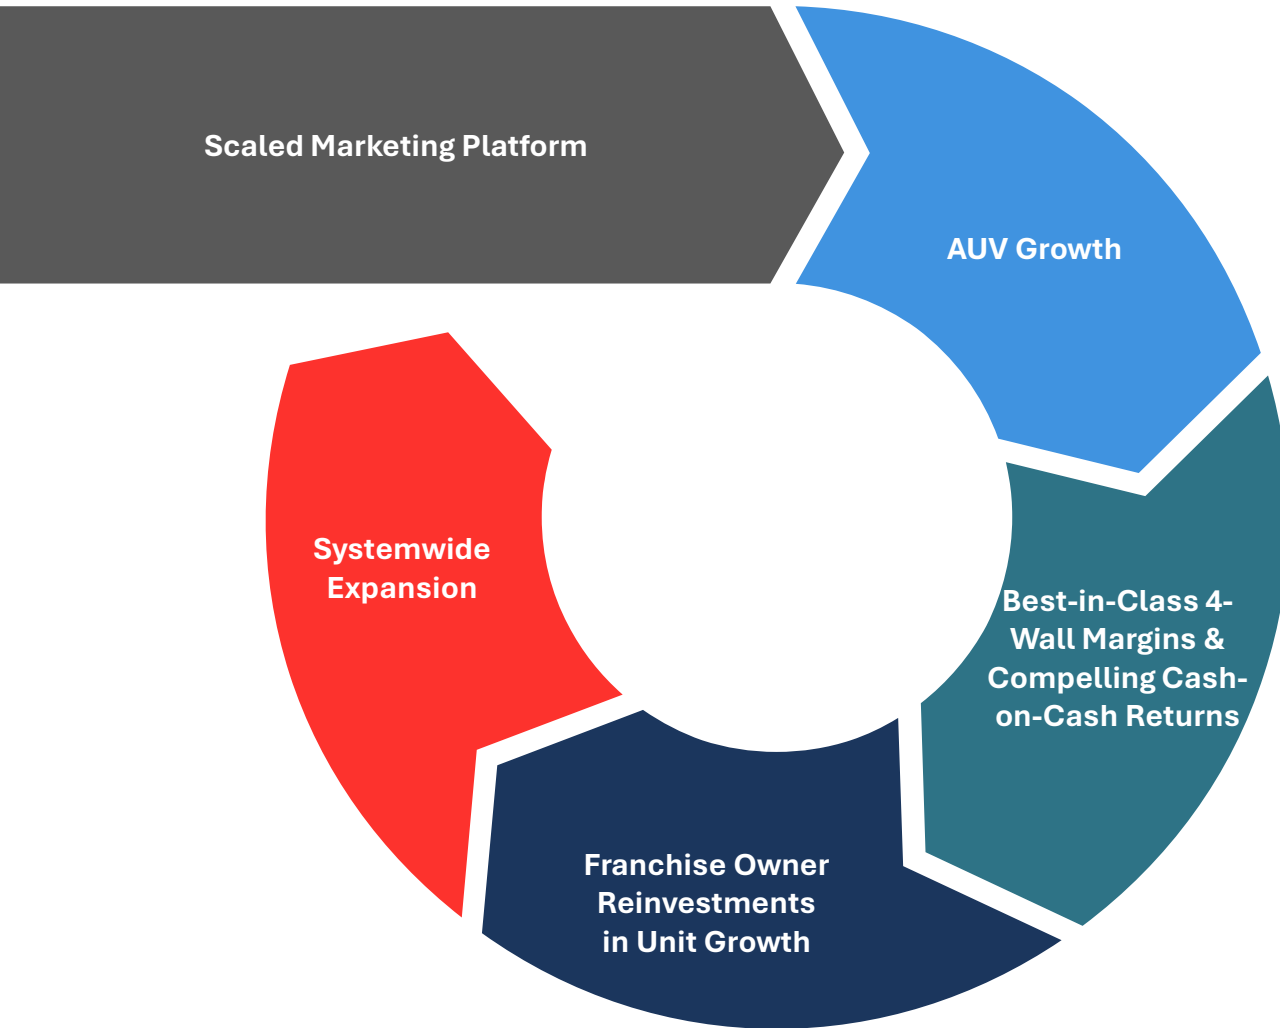 Scaled Marketing Platform
AUV Growth
Best-in-Class 4-
Wall Margins &
Compelling Cash-
on-Cash Returns
Franchise Owner
Reinvestments
in Unit Growth
Systemwide
Expansion